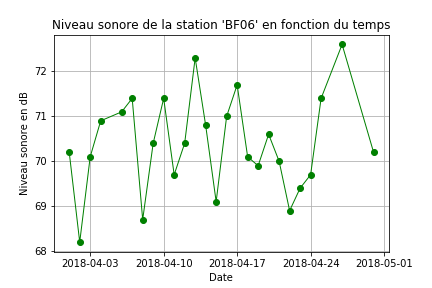 Niveau sonore de la station 'BF06' en fonction du temps
Niveau sonore en dB
72
71
70
69
68
2018-04-03 2018-04-10 2018-04-17 2018-04-24 2018-05-01
Date